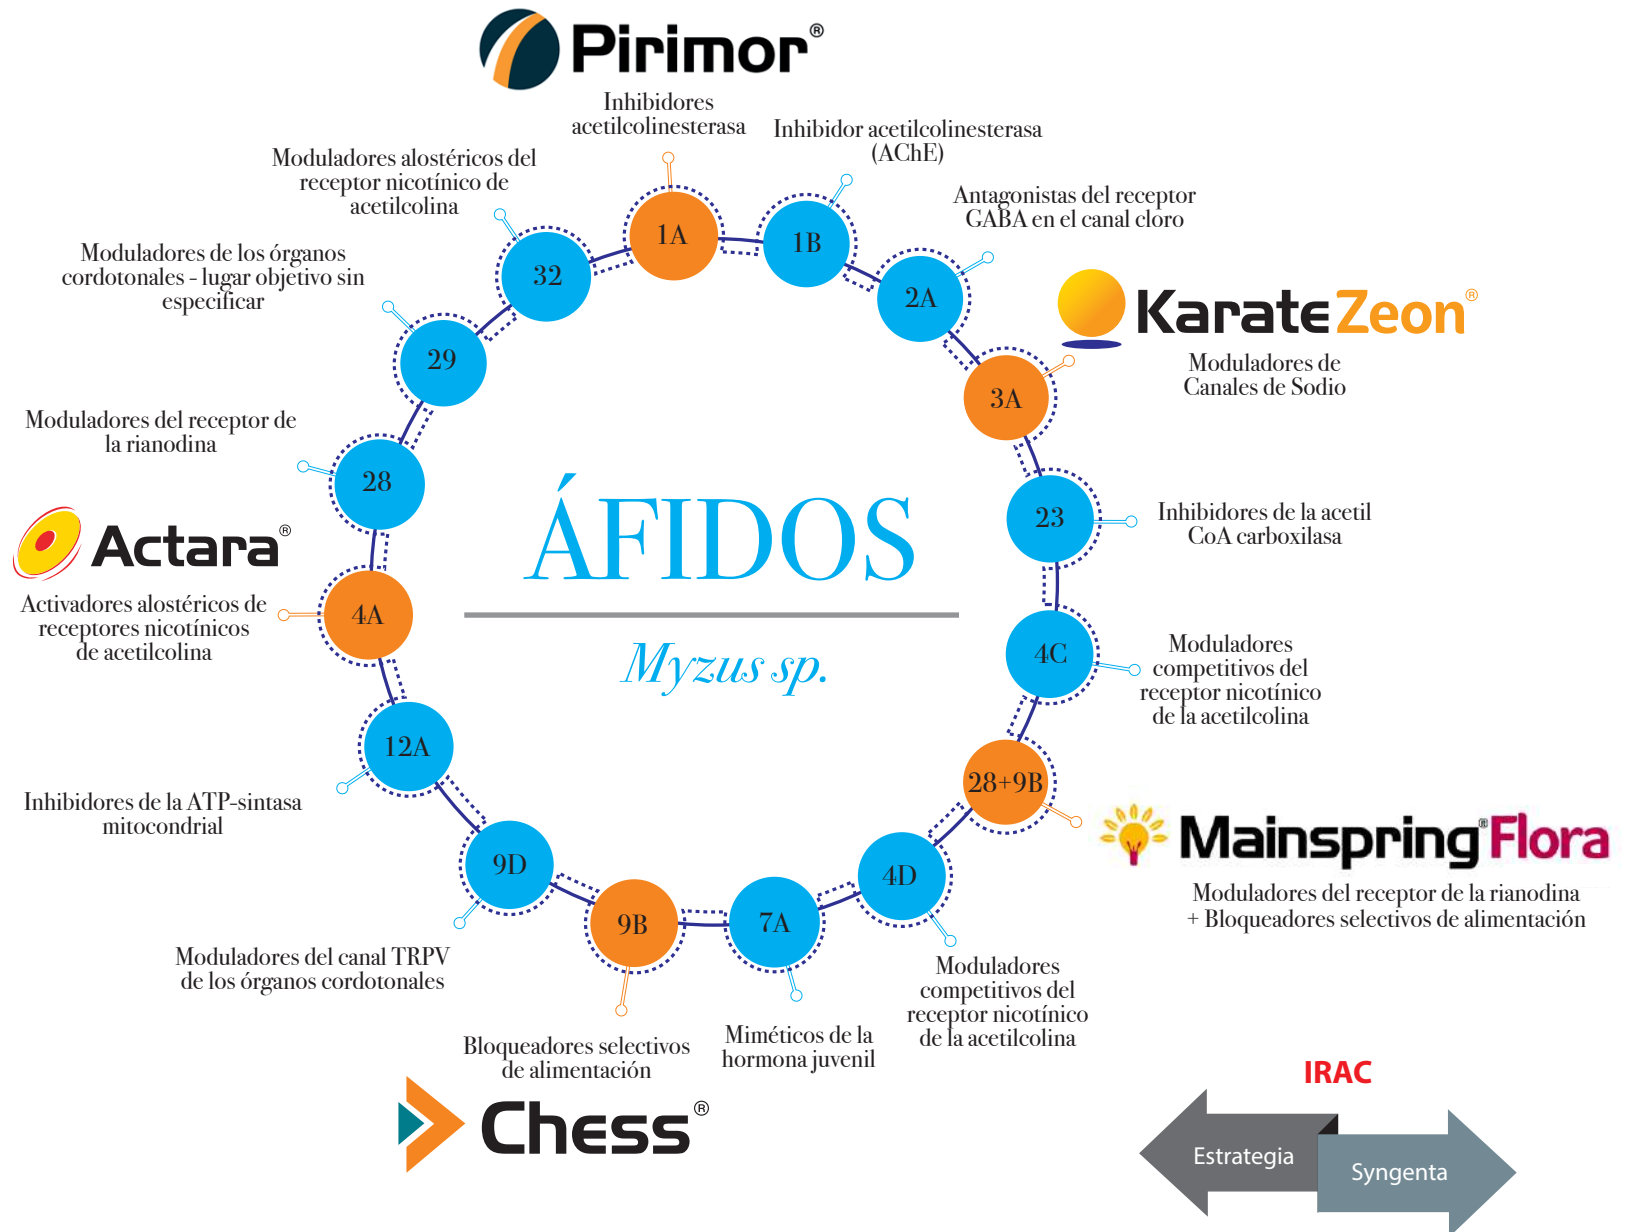 Pirimor®
Inhibidores
acetilcolinesterasa
1A
Inhibidor acetilcolinesterasa
(AChE)
1B
Antagonistas del receptor
GABA en el canal cloro
2A
Karate Zeon®
Moduladores de
Canales de Sodio
3A
23
Inhibidores de la acetil
CoA carboxilasa
4C
Moduladores
competitivos del
receptor nicotínico
de la acetilcolina
28+9B
Mainspring® Flora
Moduladores del receptor de la rianodina
+ Bloqueadores selectivos de alimentación
4D
Moduladores
competitivos del
receptor nicotínico
de la acetilcolina
7A
Miméticos de la
hormona juvenil
9B
Bloqueadores selectivos
de alimentación
Chess®
9D
Moduladores del canal TRPV
de los órganos cordotonales
12A
Inhibidores de la ATP-sintasa
mitocondrial
Actara®
4A
Activadores alostéricos de
receptores nicotínicos
de acetilcolina
28
Moduladores del receptor de
la rianodina
29
Moduladores de los órganos
cordotonales - lugar objetivo sin
especificar
32
Moduladores alostéricos del
receptor nicotínico de
acetilcolina
ÁFIDOS
Myzus sp.
IRAC
Estrategia
Syngenta